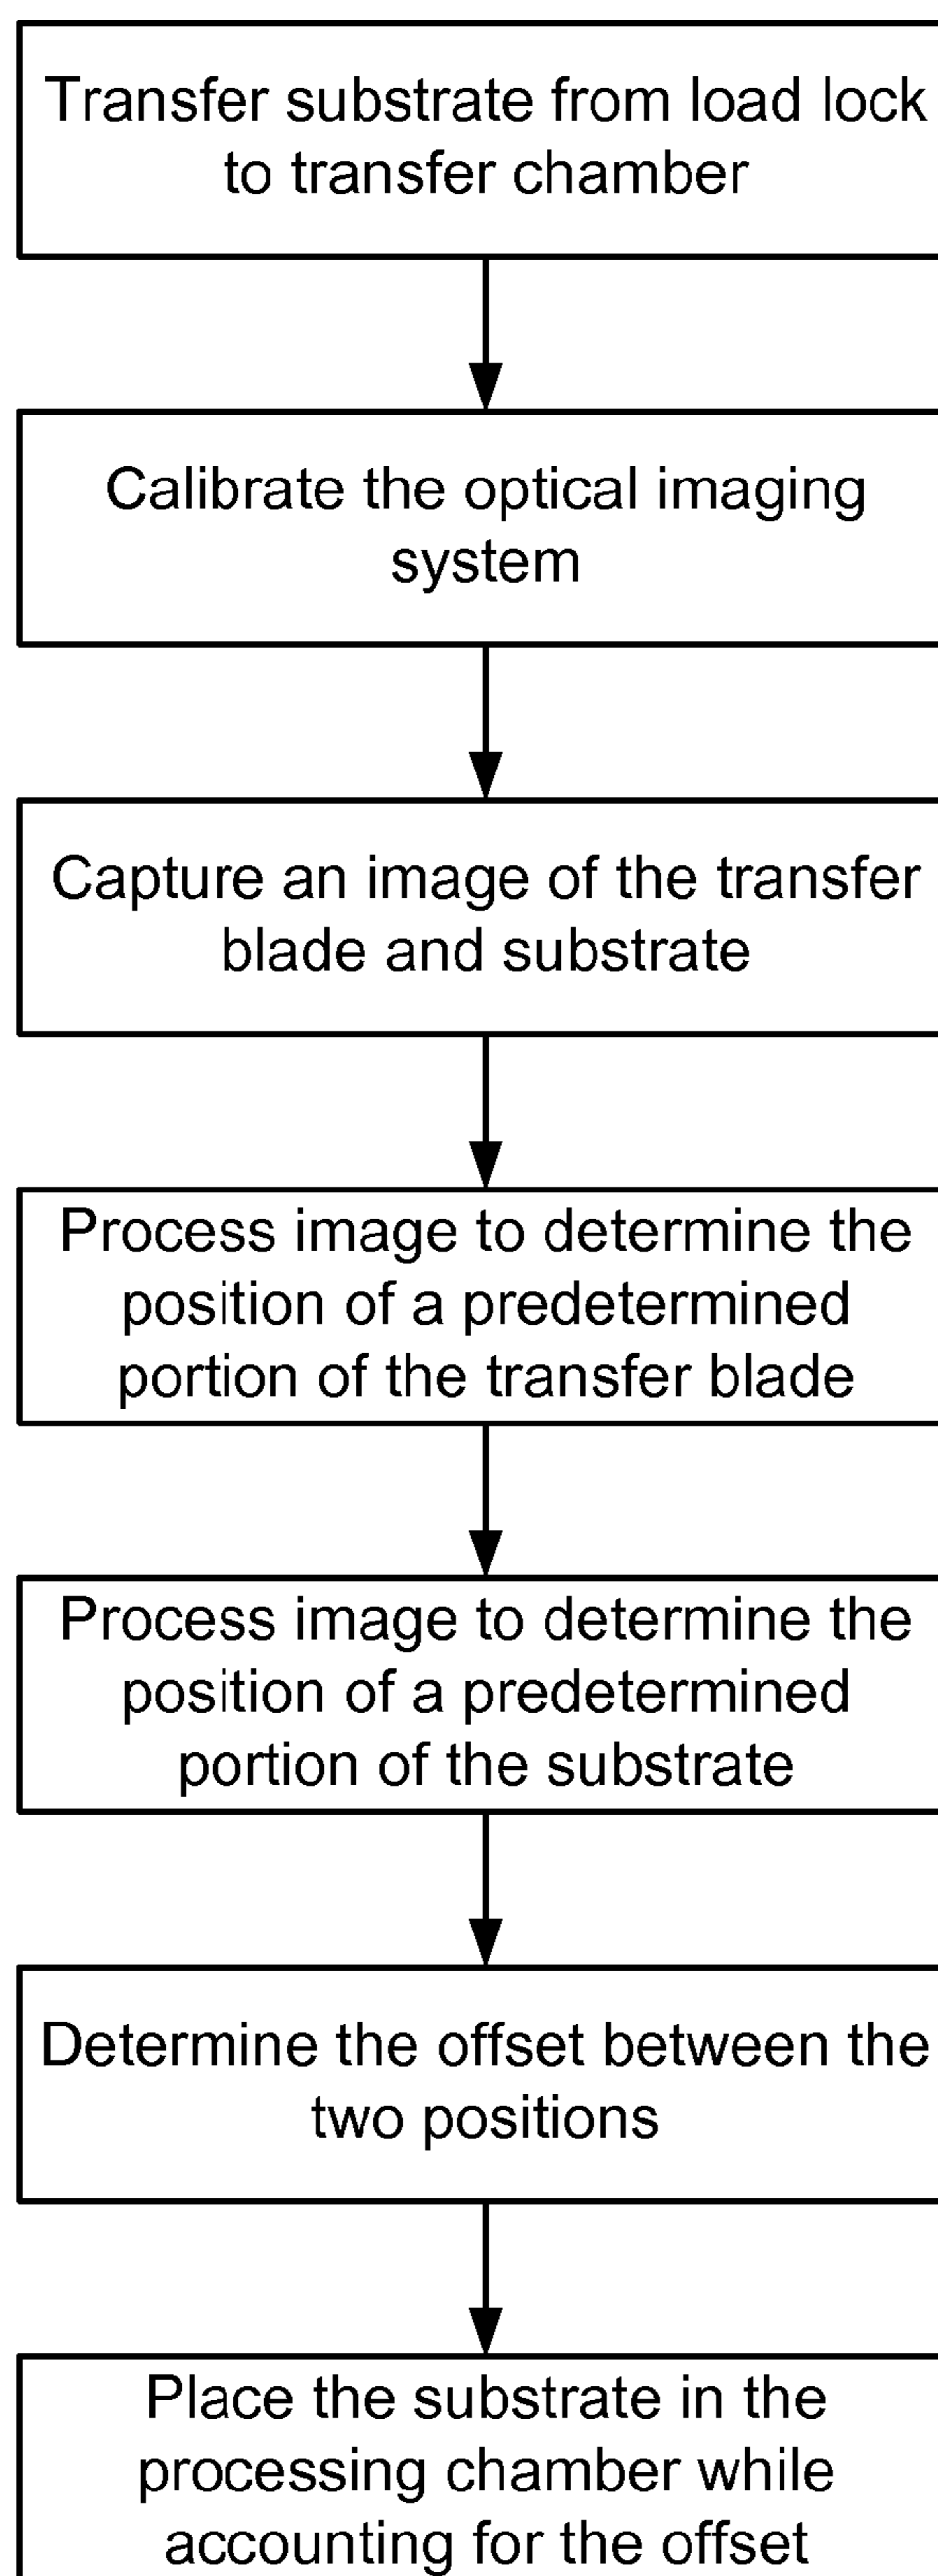 Transfer substrate from load lock
to transfer chamber
Calibrate the optical imaging
system
Capture an image of the transfer
blade and substrate
Process image to determine the
position of a predetermined
portion of the transfer blade
Process image to determine the
position of a predetermined
portion of the substrate
Determine the offset between the
two positions
Place the substrate in the
processing chamber while
accounting for the offset